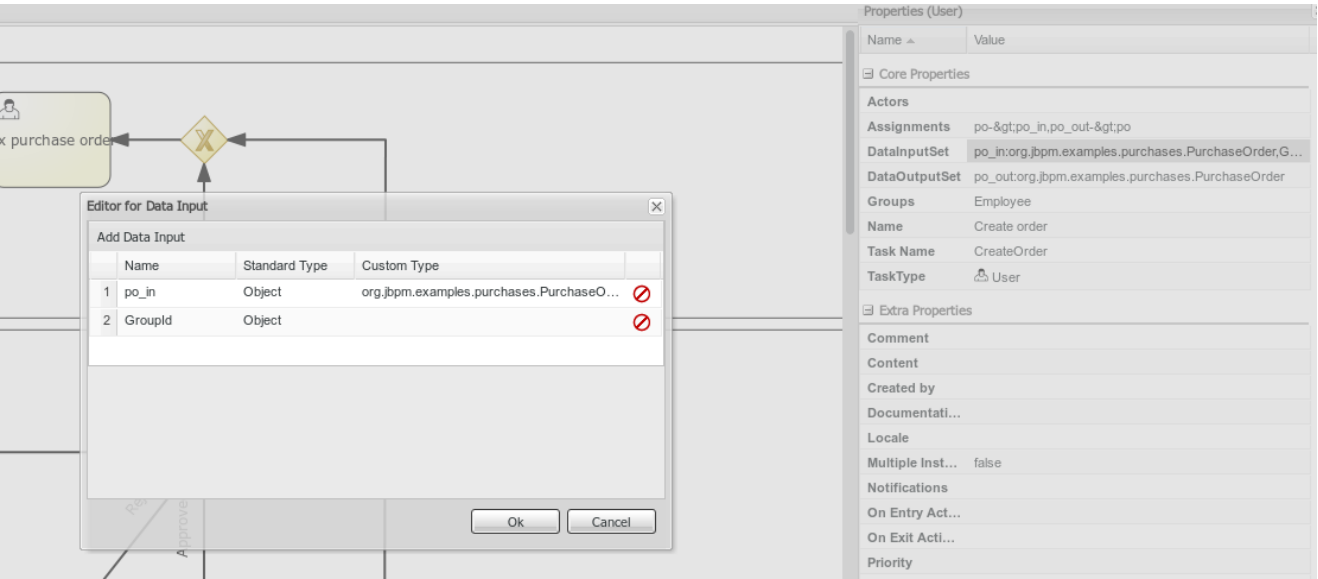 Properties (User)
Name Value
Core Properties
Actors
Assignments po-&gt;po_in,po_out-&gt;po
DataInputSet po_in:org.jbpm.examples.purchases.PurchaseOrder,G...
DataOutputSet po_out:org.jbpm.examples.purchases.PurchaseOrder
Groups Employee
Name Create order
Task Name CreateOrder
TaskType User
Extra Properties
Comment
Content
Created by
Documentati...
Locale
Multiple Inst... false
Notifications
On Entry Act...
On Exit Acti...
Priority
x purchase order
X
Editor for Data Input
Add Data Input
Name Standard Type Custom Type
1 po_in Object org.jbpm.examples.purchases.PurchaseO...
2 GroupId Object
Ok Cancel
Approve